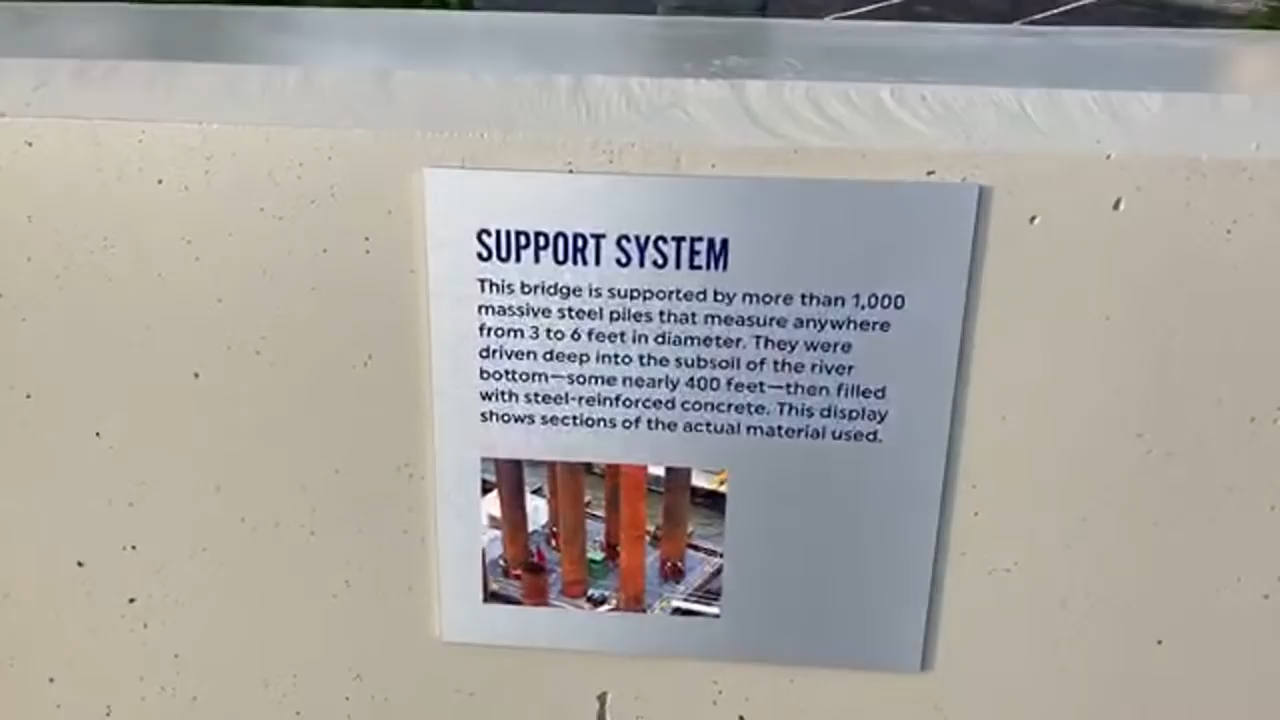 SUPPORT SYSTEM
This bridge is supported by more than 1,000
massive steel piles that measure anywhere
from 3 to 6 feet in diameter. They were
driven deep into the subsoil of the river
bottom—some nearly 400 feet—then filled
with steel-reinforced concrete. This display
shows sections of the actual material used.